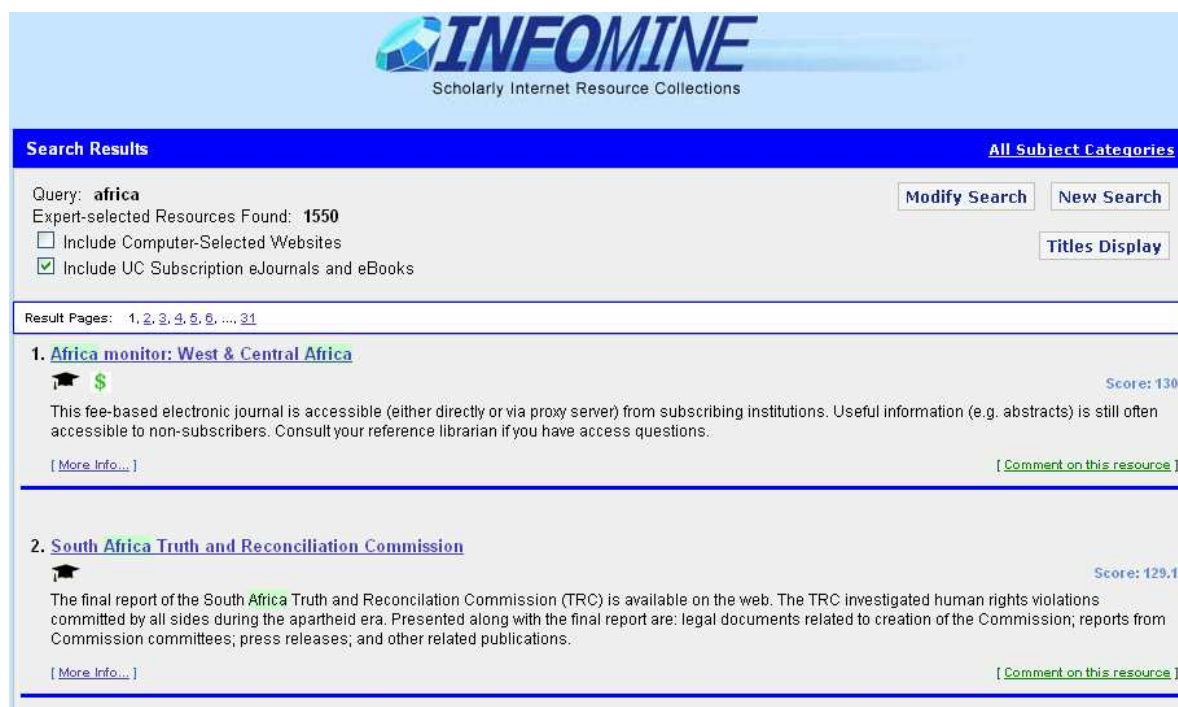 INFOMINE
Scholarly Internet Resource Collections
Search Results All Subject Categories
Query: africa
Expert-selected Resources Found: 1550
Include Computer-Selected Websites
Include UC Subscription eJournals and eBooks
Modify Search New Search
Titles Display
Result Pages: 1, 2, 3, 4, 5, 6, ..., 31
1. Africa monitor: West & Central Africa
$
Score: 130
This fee-based electronic journal is accessible (either directly or via proxy server) from subscribing institutions. Useful information (e.g. abstracts) is still often
accessible to non-subscribers. Consult your reference librarian if you have access questions.
[ More Info... ] [ Comment on this resource ]
2. South Africa Truth and Reconciliation Commission
Score: 129.1
The final report of the South Africa Truth and Reconcilation Commission (TRC) is available on the web. The TRC investigated human rights violations
committed by all sides during the apartheid era. Presented along with the final report are: legal documents related to creation of the Commission; reports from
Commission committees; press releases; and other related publications.
[ More Info... ] [ Comment on this resource ]